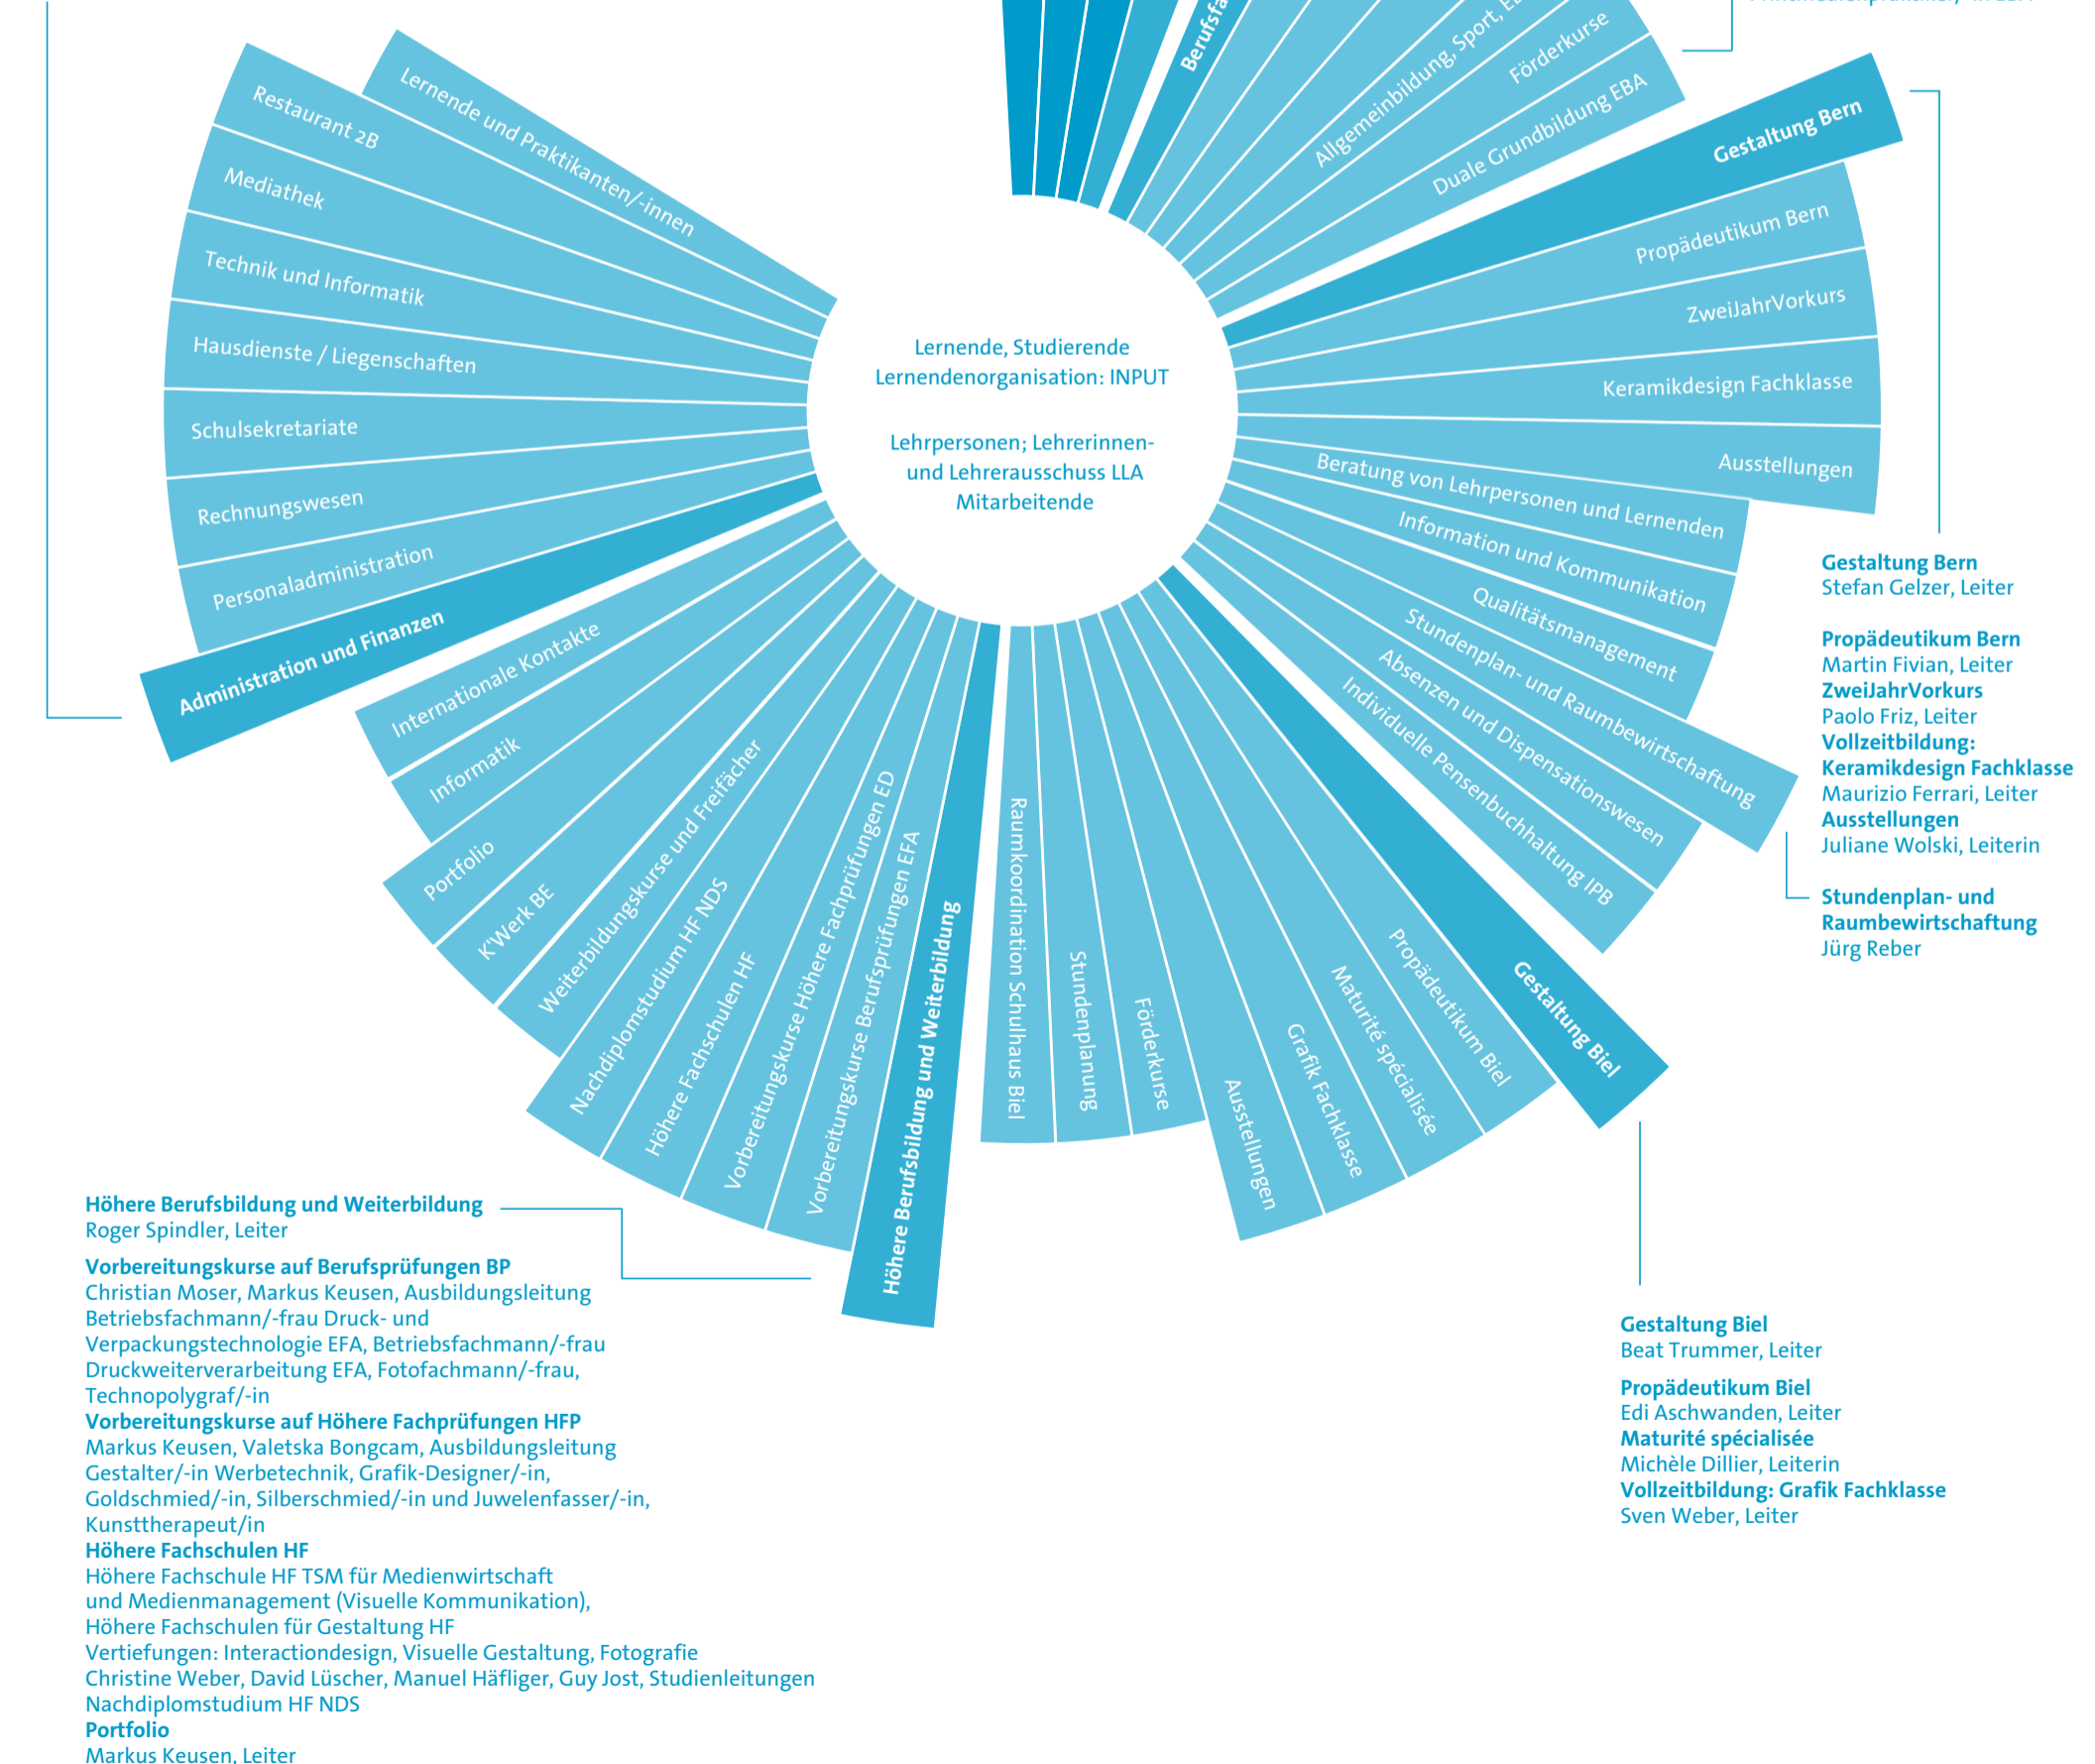 Berufsfa
Allgemeinbildung, Sport,
Förderkurse
Duale Grundbildung EBA
Gestaltung Bern
Propädeutikum Bern
ZweiJahrVorkurs
Keramikdesign Fachklasse
Ausstellungen
Beratung von Lehrpersonen und Lernenden
Information und Kommunikation
Qualitätsmanagement
Stundenplan- und Raumbewirtschaftung
Absenzen und Dispensationswesen
Individuelle Pensenbuchhaltung IPB
Gestaltung Biel
Propädeutikum Biel
Maturité spécialisée
Grafik Fachklasse
Ausstellungen
Förderkurse
Stundenplanung
Raumkoordination Schulhaus Biel
Höhere Berufsbildung und Weiterbildung
Vorbereitungskurse Berufsprüfungen EFA
Vorbereitungskurse Höhere Fachprüfungen ED
Höhere Fachschulen HF
Nachdiplomstudium HF NDS
Weiterbildungskurse und Freifächer
K'Werk BE
Portfolio
Informatik
Internationale Kontakte
Administration und Finanzen
Personaladministration
Rechnungswesen
Schulsekretariate
Hausdienste / Liegenschaften
Technik und Informatik
Mediathek
Restaurant 2B
Lernende und Praktikanten/-innen
Lernende, Studierende
Lernendenorganisation: INPUT
Lehrpersonen; Lehrerinnen-
und Lehrerausschuss LLA
Mitarbeitende
Gestaltung Bern
Stefan Gelzer, Leiter
Propädeutikum Bern
Martin Fivian, Leiter
ZweiJahrVorkurs
Paolo Friz, Leiter
Vollzeitbildung:
Keramikdesign Fachklasse
Maurizio Ferrari, Leiter
Ausstellungen
Juliane Wolski, Leiterin
Stundenplan- und
Raumbewirtschaftung
Jürg Reber
Höhere Berufsbildung und Weiterbildung
Roger Spindler, Leiter
Vorbereitungskurse auf Berufsprüfungen BP
Christian Moser, Markus Keusen, Ausbildungsleitung
Betriebsfachmann/-frau Druck- und
Verpackungstechnologie EFA, Betriebsfachmann/-frau
Druckweiterverarbeitung EFA, Fotofachmann/-frau,
Technopolygraf/-in
Vorbereitungskurse auf Höhere Fachprüfungen HFP
Markus Keusen, Valetska Bongcam, Ausbildungsleitung
Gestalter/-in Werbetechnik, Grafik-Designer/-in,
Goldschmied/-in, Silberschmied/-in und Juwelenfasser/-in,
Kunsttherapeut/in
Höhere Fachschulen HF
Höhere Fachschule HF TSM für Medienwirtschaft
und Medienmanagement (Visuelle Kommunikation),
Höhere Fachschulen für Gestaltung HF
Vertiefungen: Interactiondesign, Visuelle Gestaltung, Fotografie
Christine Weber, David Lüscher, Manuel Häfliger, Guy Jost, Studienleitungen
Nachdiplomstudium HF NDS
Portfolio
Markus Keusen, Leiter
Gestaltung Biel
Beat Trummer, Leiter
Propädeutikum Biel
Edi Aschwanden, Leiter
Maturité spécialisée
Michèle Dillier, Leiterin
Vollzeitbildung: Grafik Fachklasse
Sven Weber, Leiter